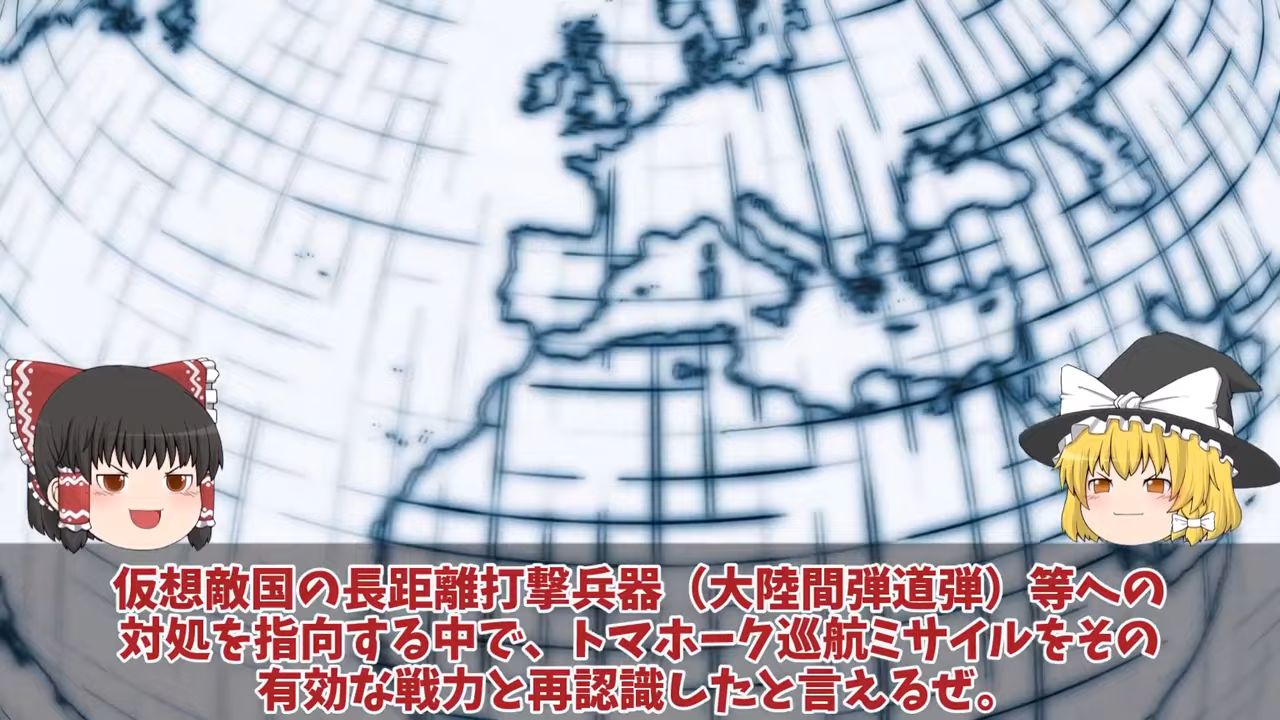 仮想敵国の長距離打撃兵器（大陸間弾道弾）等への
対処を指向する中で、トマホーク巡航ミサイルをその
有効な戦力と再認識したと言えるぜ。